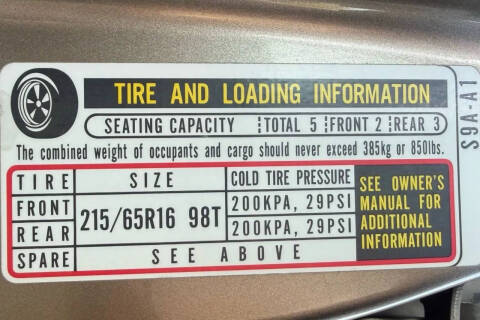 TIRE AND LOADING INFORMATION
SEATING CAPACITY TOTAL 5 FRONT 2 REAR 3
The combined weight of occupants and cargo should never exceed 385kg or 850lbs.
TIRE SIZE COLD TIRE PRESSURE
FRONT 215/65R16 98T 200KPA, 29PSI
REAR 200KPA, 29PSI
SPARE SEE ABOVE
SEE OWNER'S
MANUAL FOR
ADDITIONAL
INFORMATION
S9A-A1